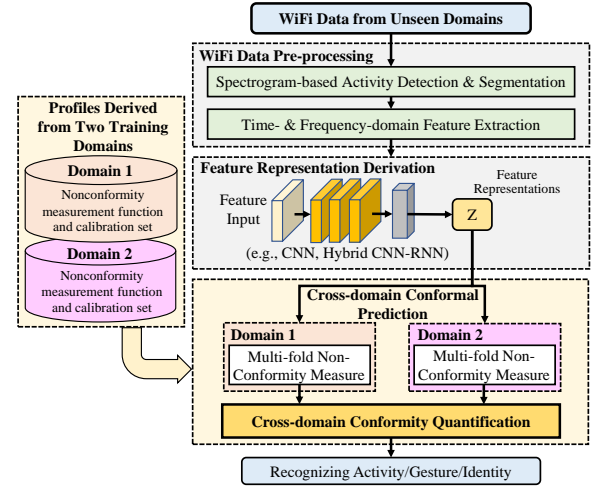 WiFi Data from Unseen Domains
WiFi Data Pre-processing
Spectrogram-based Activity Detection & Segmentation
Time- & Frequency-domain Feature Extraction
Profiles Derived
from Two Training
Domains
Domain 1
Nonconformity
measurement function
and calibration set
Domain 2
Nonconformity
measurement function
and calibration set
Feature Representation Derivation
Feature
Input
Feature
Representations
Z
(e.g., CNN, Hybrid CNN-RNN)
Cross-domain Conformal
Prediction
Domain 1
Multi-fold Non-
Conformity Measure
Domain 2
Multi-fold Non-
Conformity Measure
Cross-domain Conformity Quantification
Recognizing Activity/Gesture/Identity